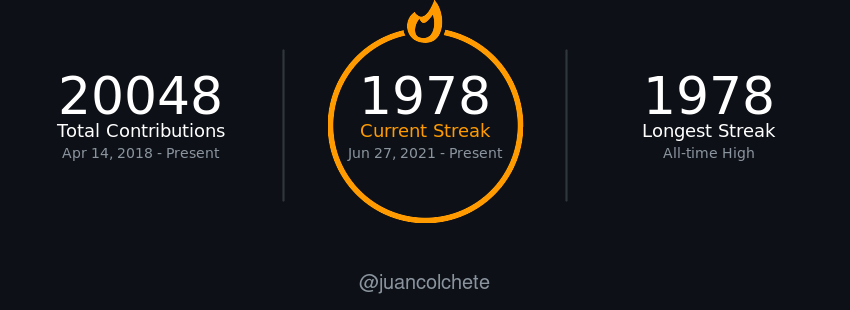 20048
Total Contributions
Apr 14, 2018 - Present
1978
Current Streak
Jun 27, 2021 - Present
1978
Longest Streak
All-time High
@juancolchete